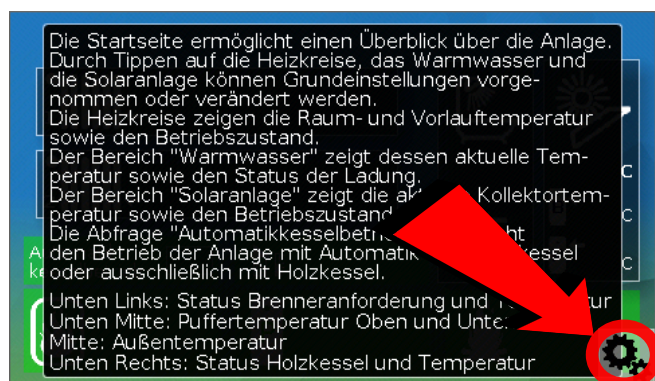 Die Startseite ermöglicht einen Überblick über die Anlage.
Durch Tippen auf die Heizkreise, das Warmwasser und
die Solaranlage können Grundeinstellungen vorge-
nommen oder verändert werden.
Die Heizkreise zeigen die Raum- und Vorlauftemperatur
sowie den Betriebszustand.
Der Bereich "Warmwasser" zeigt dessen aktuelle Tem-
peratur sowie den Status der Ladung.
Der Bereich "Solaranlage" zeigt die Kollektortem-
peratur sowie den Betriebszustand
Die Abfrage
den Betrieb der Anlage mit Automatik
oder ausschließlich mit Holzkessel.
Unten Links: Status Brenneranforderung und
Unten Mitte: Puffertemperatur Oben und
Mitte: Außentemperatur
Unten Rechts: Status Holzkessel und Temperatur